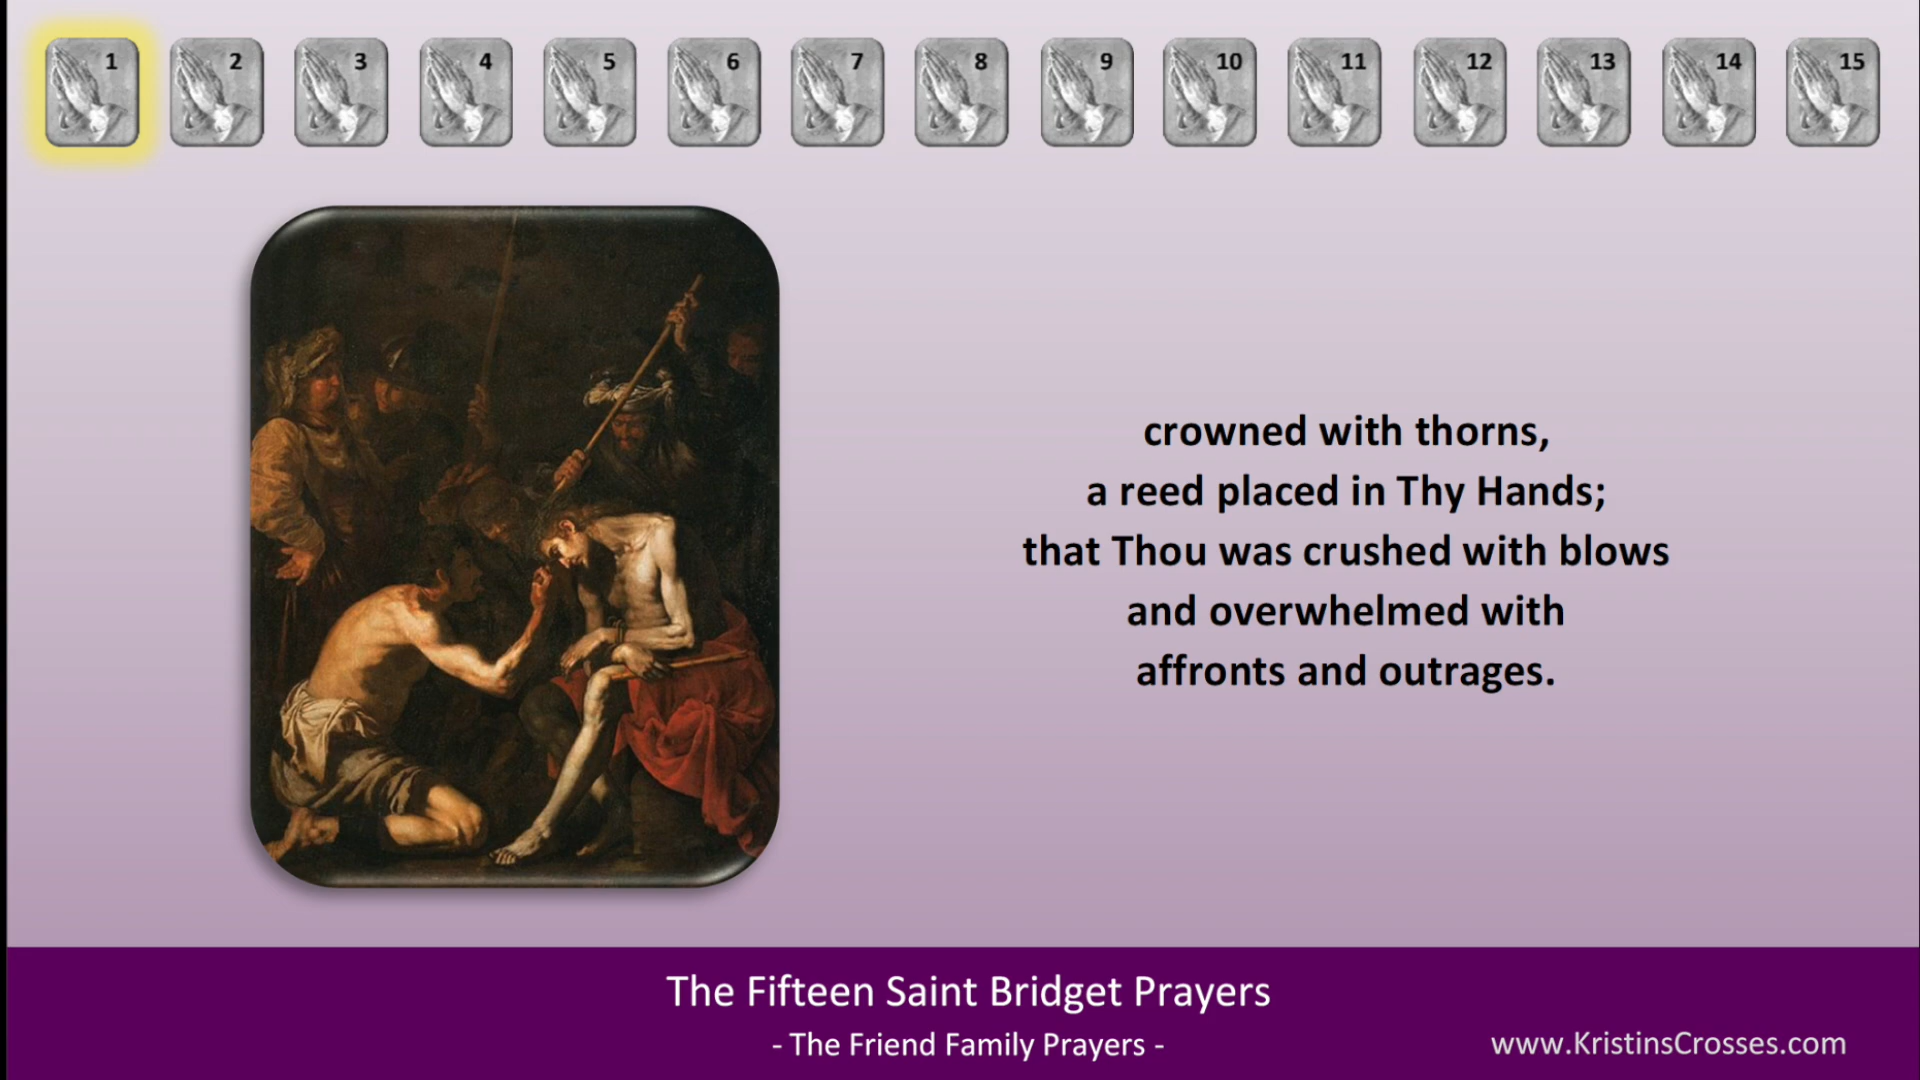 1 2 3 4 5 6 7 8 9 10 11 12 13 14 15
crowned with thorns,
a reed placed in Thy Hands;
that Thou was crushed with blows
and overwhelmed with
affronts and outrages.
The Fifteen Saint Bridget Prayers
- The Friend Family Prayers -
www.KristinsCrosses.com